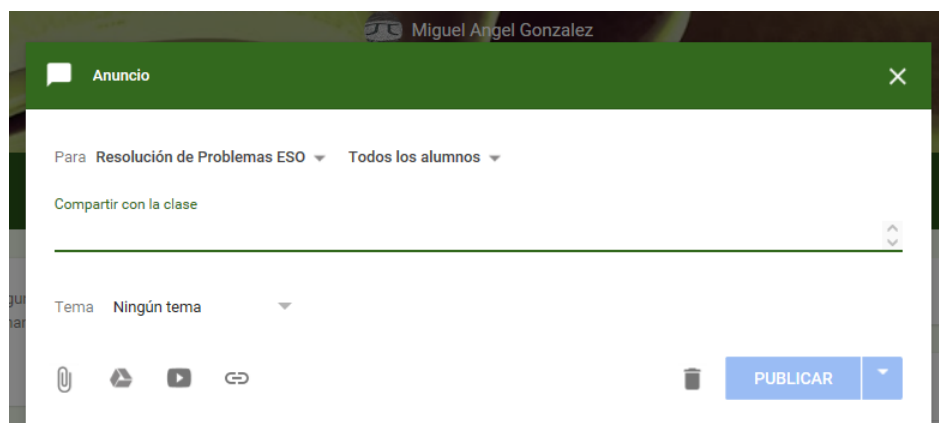 Miguel Angel Gonzalez
Anuncio
Para Resolución de Problemas ESO Todos los alumnos
Compartir con la clase
Tema Ningún tema
PUBLICAR